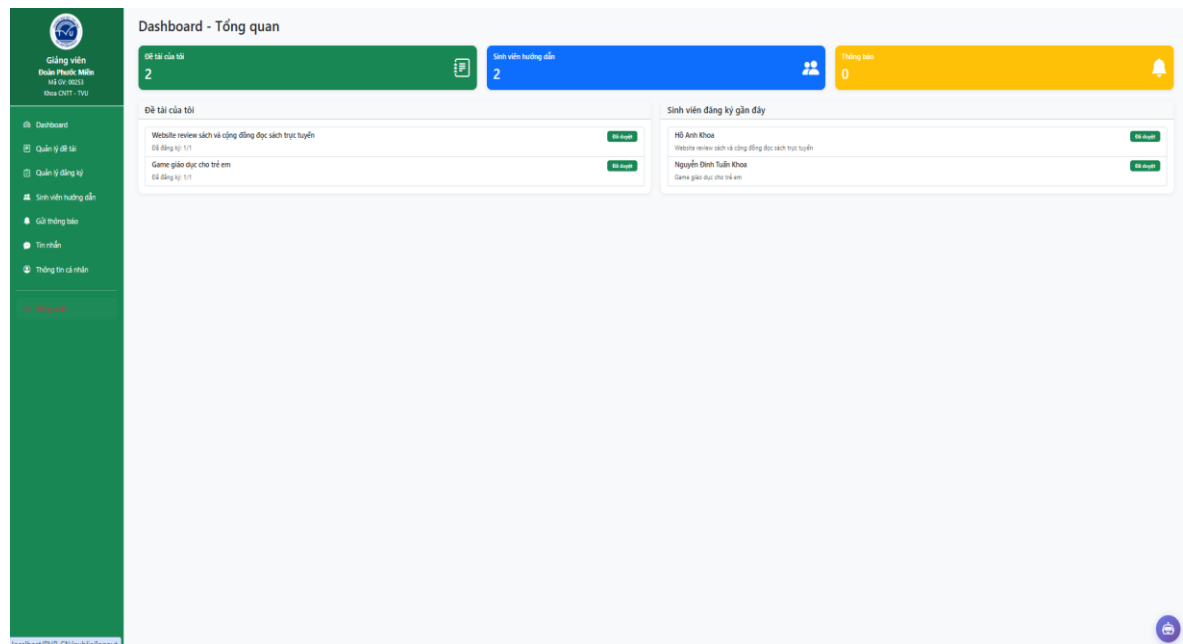 TVU
Giảng viên
Đoàn Phước Miền
Mã GV: 00253
Khoa CNTT - TVU
Dashboard
Quản lý đề tài
Quản lý đăng ký
Sinh viên hướng dẫn
Gửi thông báo
Tin nhắn
Thông tin cá nhân
Đăng xuất
Dashboard - Tổng quan
Đề tài của tôi
2
Sinh viên hướng dẫn
2
Thông báo
0
Đề tài của tôi
Website review sách và cộng đồng đọc sách trực tuyến
Đã duyệt
Đã đăng ký: 1/1
Game giáo dục cho trẻ em
Đã duyệt
Đã đăng ký: 1/1
Sinh viên đăng ký gần đây
Hồ Anh Khoa
Đã duyệt
Website review sách và cộng đồng đọc sách trực tuyến
Nguyễn Đình Tuấn Khoa
Đã duyệt
Game giáo dục cho trẻ em